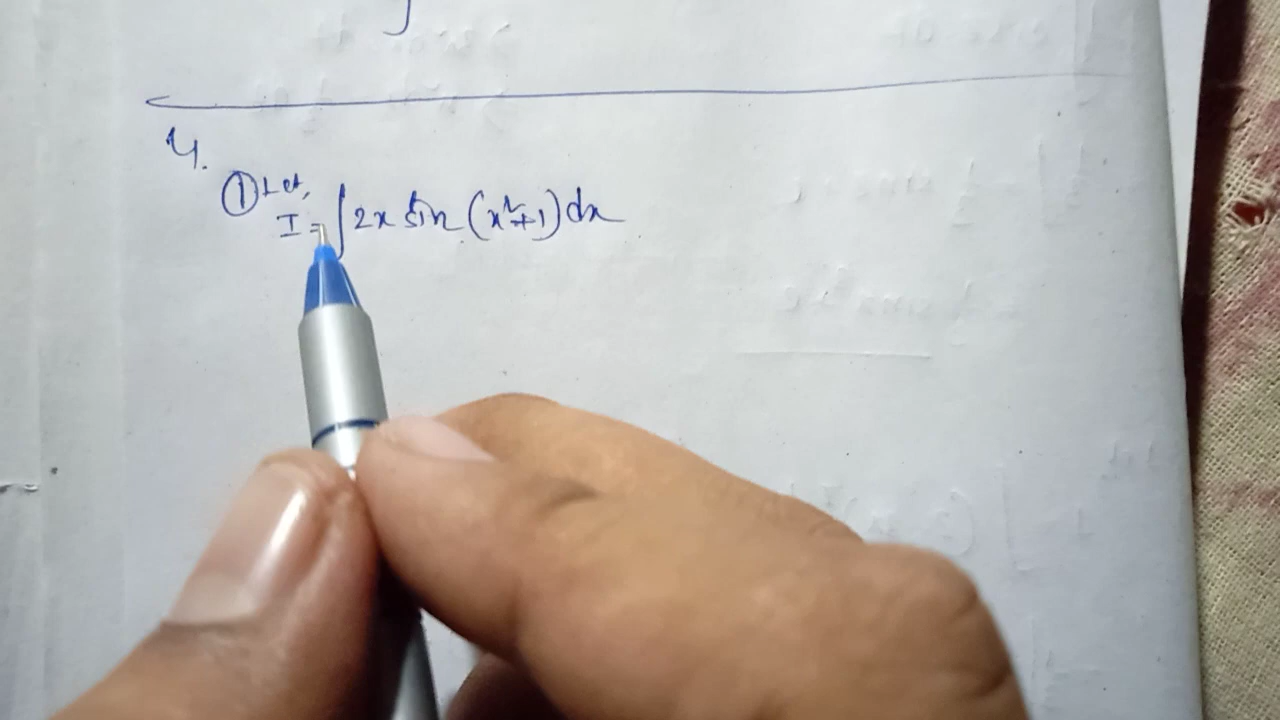 4.
① Let,
I = ∫ 2x sin (x²+1) dx